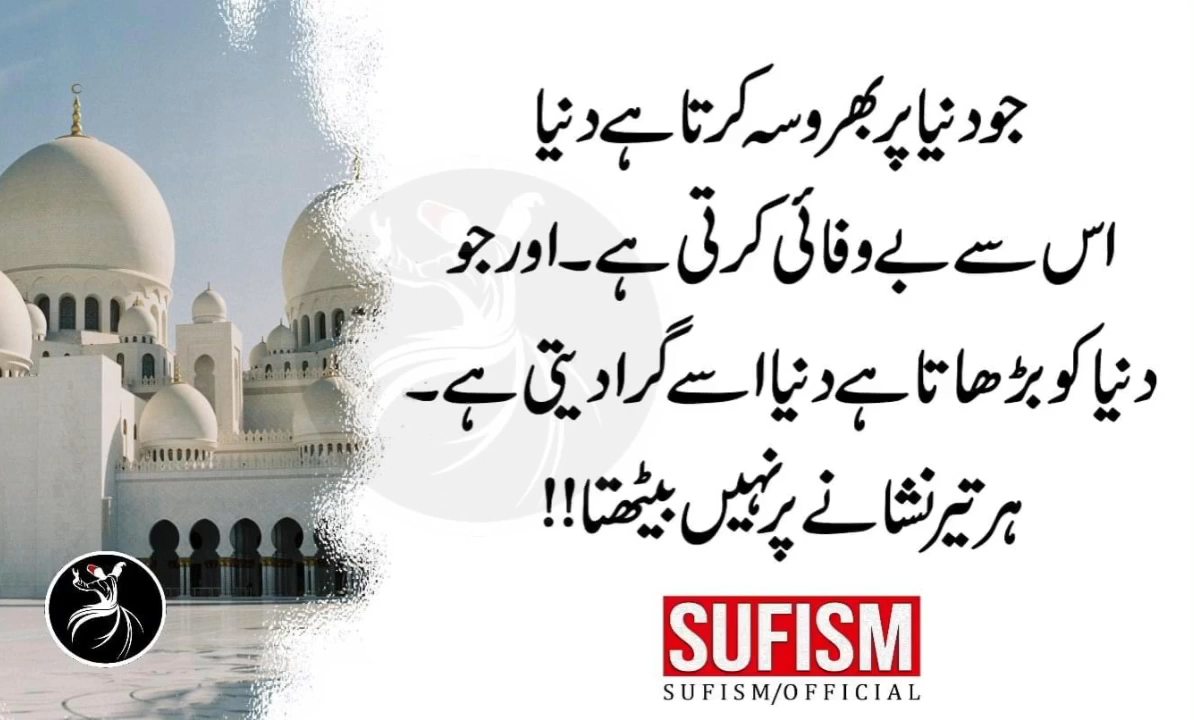 جو دنیا پر بھروسہ کرتا ہے دنیا
اس سے بے وفائی کرتی ہے۔ اور جو
دنیا کو بڑھاتا ہے دنیا اسے گرا دیتی ہے۔
ہر تیر نشانے پر نہیں بیٹھتا!!
SUFISM
SUFISM/OFFICIAL